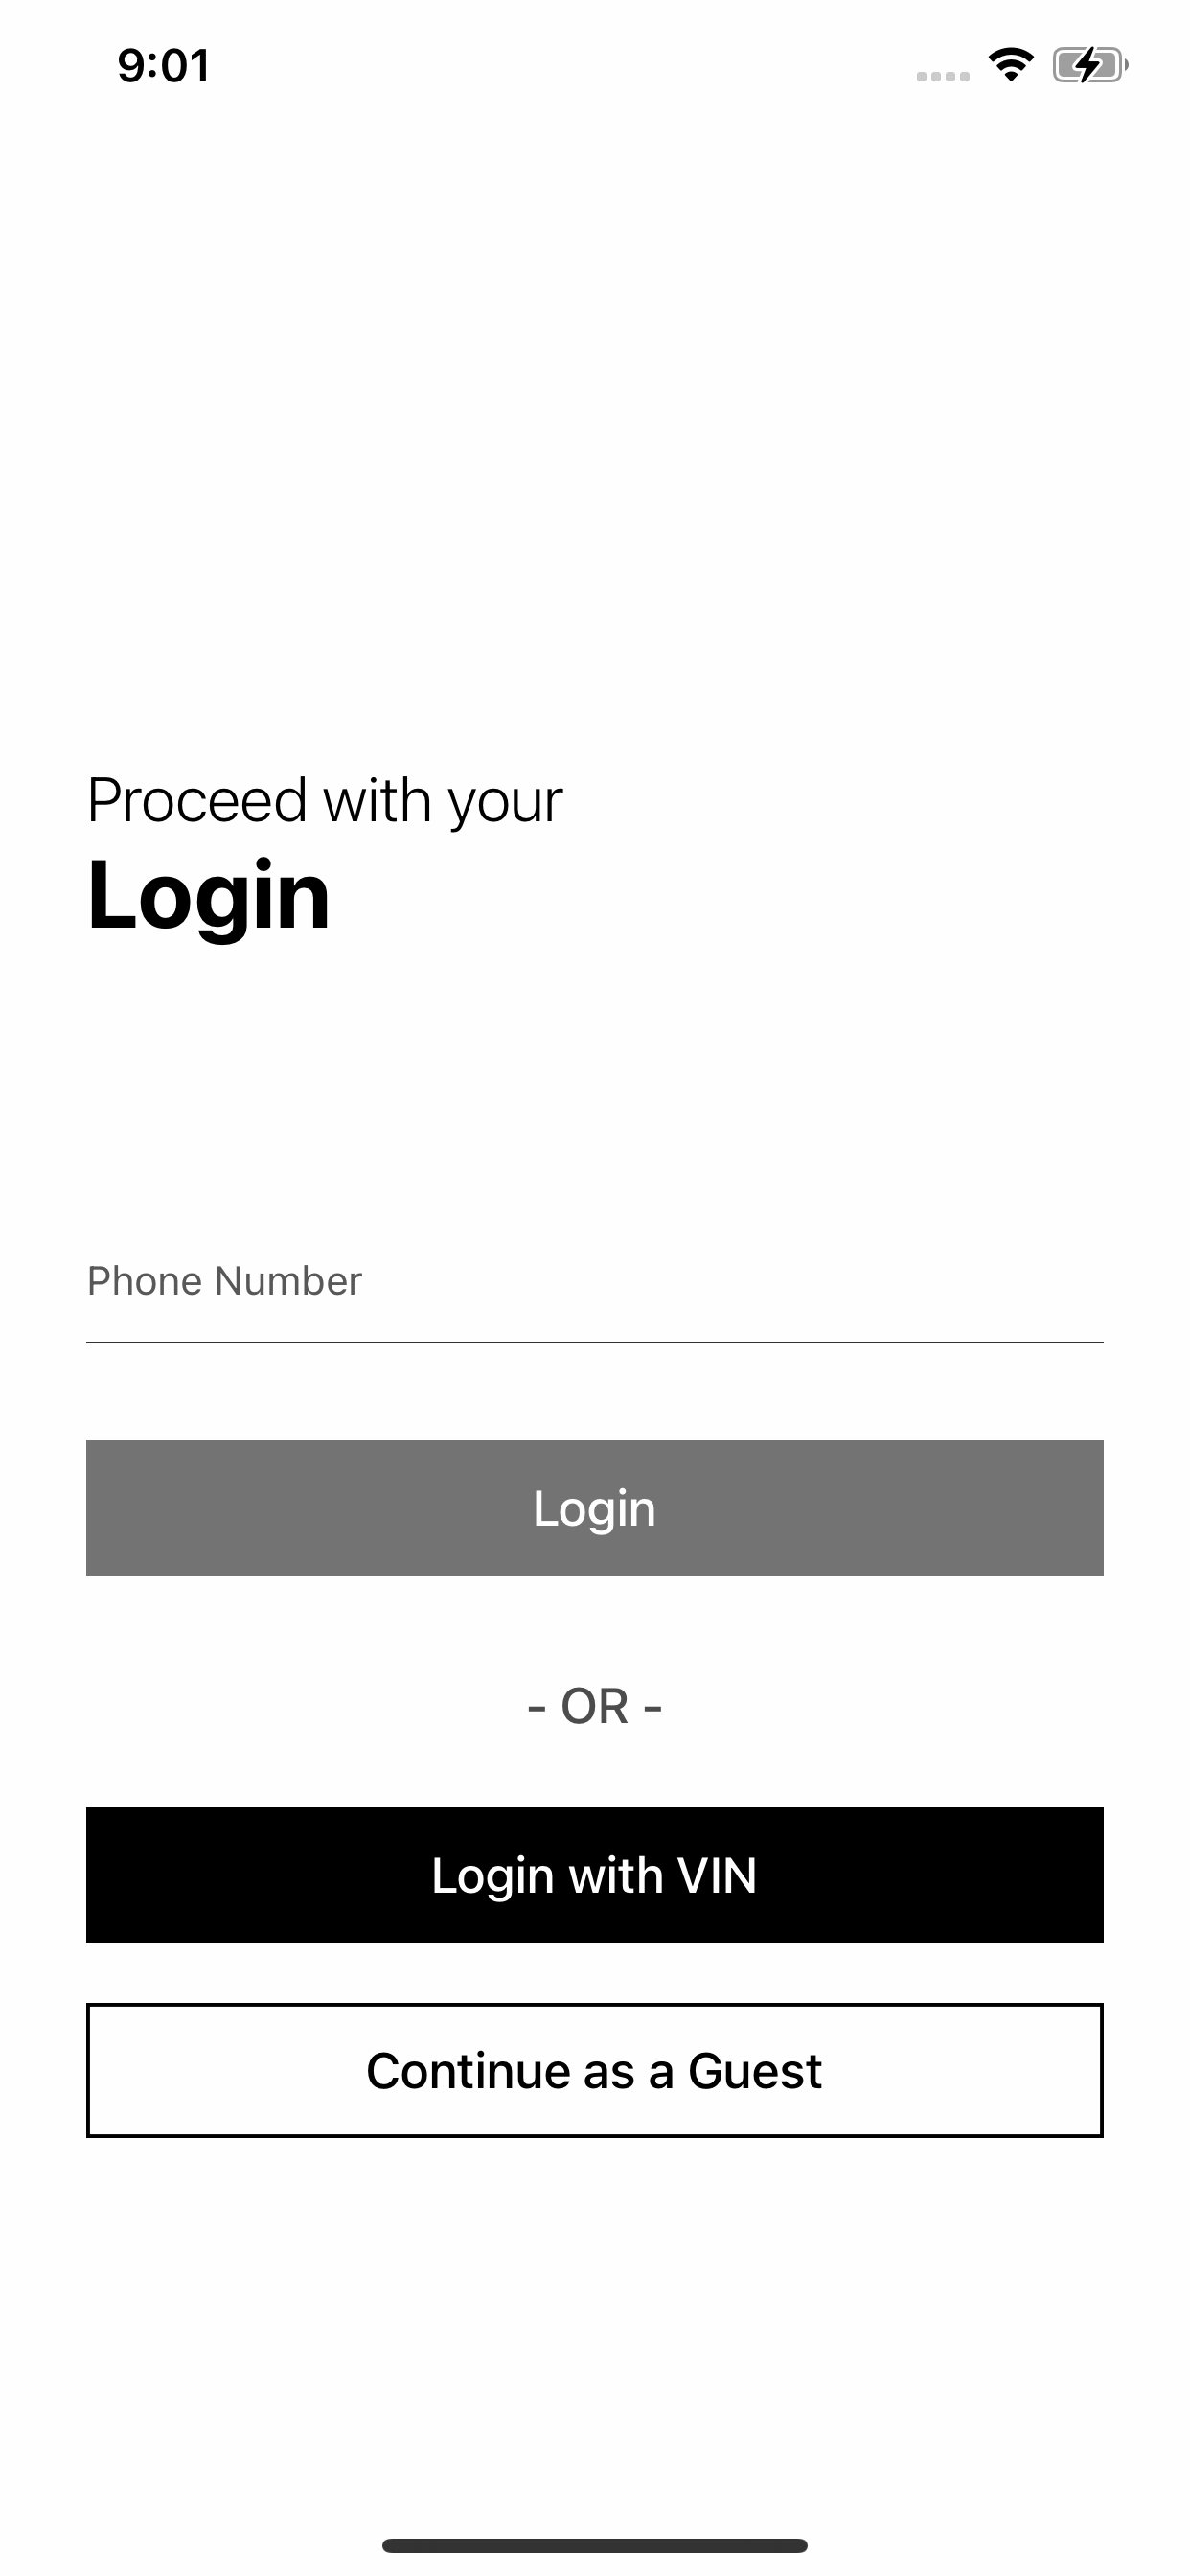 9:01
Proceed with your
Login
Phone Number
Login
- OR -
Login with VIN
Continue as a Guest